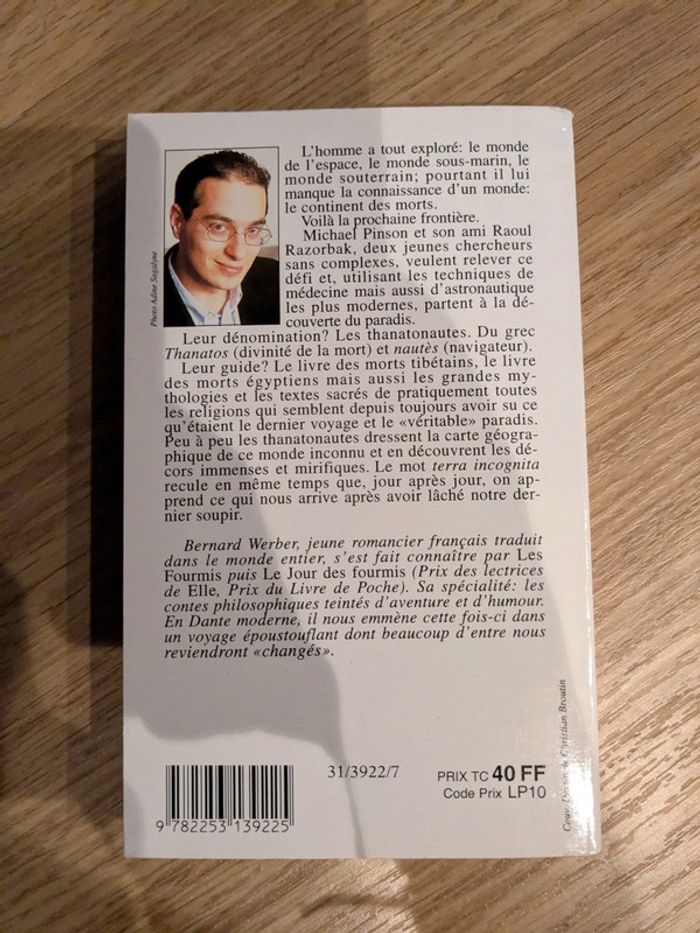 L'homme a tout exploré: le monde
de l'espace, le monde sous-marin, le
monde souterrain; pourtant il lui
manque la connaissance d'un monde:
le continent des morts.
Voilà la prochaine frontière.
Michael Pinson et son ami Raoul
Razorbak, deux jeunes chercheurs
sans complexes, veulent relever ce
défi et, utilisant les techniques de
médecine mais aussi d'astronautique
les plus modernes, partent à la dé-
couverte du paradis.
Photo Adine Sagalyne
Leur dénomination? Les thanatonautes. Du grec
Thanatos (divinité de la mort) et nautès (navigateur).
Leur guide? Le livre des morts tibétains, le livre
des morts égyptiens mais aussi les grandes my-
thologies et les textes sacrés de pratiquement toutes
les religions qui semblent depuis toujours avoir su ce
qu'étaient le dernier voyage et le «véritable» paradis.
Peu à peu les thanatonautes dressent la carte géogra-
phique de ce monde inconnu et en découvrent les dé-
cors immenses et mirifiques. Le mot terra incognita
recule en même temps que, jour après jour, on ap-
prend ce qui nous arrive après avoir lâché notre der-
nier soupir.
Bernard Werber, jeune romancier français traduit
dans le monde entier, s'est fait connaître par Les
Fourmis puis Le Jour des fourmis (Prix des lectrices
de Elle, Prix du Livre de Poche). Sa spécialité: les
contes philosophiques teintés d'aventure et d'humour.
En Dante moderne, il nous emmène cette fois-ci dans
un voyage époustouflant dont beaucoup d'entre nous
reviendront «changés».
Couv. Dessin de Christian Broutin
31/3922/7
PRIX TC 40 FF
Code Prix LP10
9 782253 139225